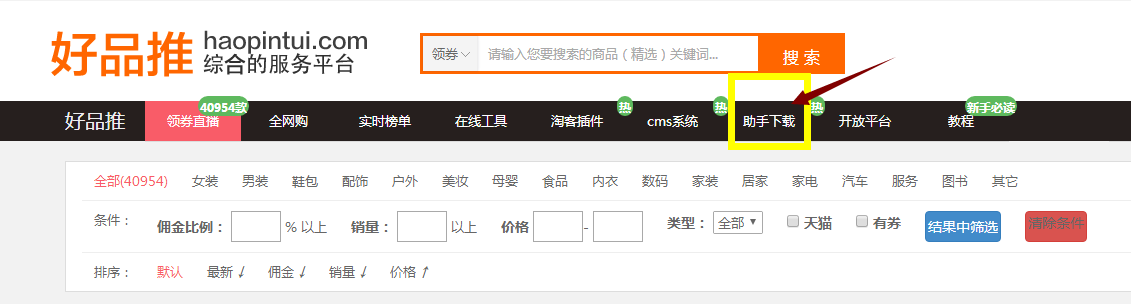 好品推 haopintui.com
综合的服务平台
领券 请输入您要搜索的商品（精选）关键词... 搜 索
40954款 热 热 热 新手必读
好品推 领券直播 全网购 实时榜单 在线工具 淘客插件 cms系统 助手下载 开放平台 教程
全部(40954) 女装 男装 鞋包 配饰 户外 美妆 母婴 食品 内衣 数码 家装 居家 家电 汽车 服务 图书 其它
条件： 佣金比例： % 以上 销量： 以上 价格 - 类型： 全部 天猫 有券 结果中筛选 清除条件
排序： 默认 最新↓ 佣金↓ 销量↓ 价格↑